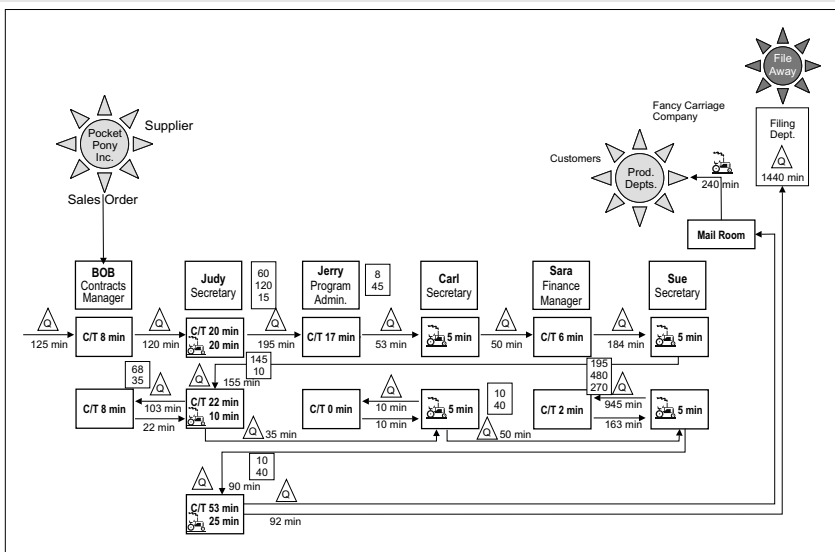 File
Away
Fancy Carriage
Company
Filing
Dept.
Q
1440 min
Pocket
Pony
Inc.
Supplier
Customers
Prod.
Depts.
240 min
Sales Order
Mail Room
BOB
Contracts
Manager
Judy
Secretary
60
120
15
Jerry
Program
Admin.
8
45
Carl
Secretary
Sara
Finance
Manager
Sue
Secretary
Q
125 min
C/T 8 min
Q
120 min
C/T 20 min
20 min
Q
195 min
C/T 17 min
Q
53 min
5 min
Q
50 min
C/T 6 min
Q
184 min
5 min
68
35
Q
155 min
145
10
195
480
270
C/T 8 min
Q
103 min
22 min
C/T 22 min
10 min
Q
35 min
C/T 0 min
Q
10 min
10 min
5 min
10
40
Q
50 min
C/T 2 min
Q
945 min
163 min
5 min
Q
90 min
10
40
C/T 53 min
25 min
Q
92 min